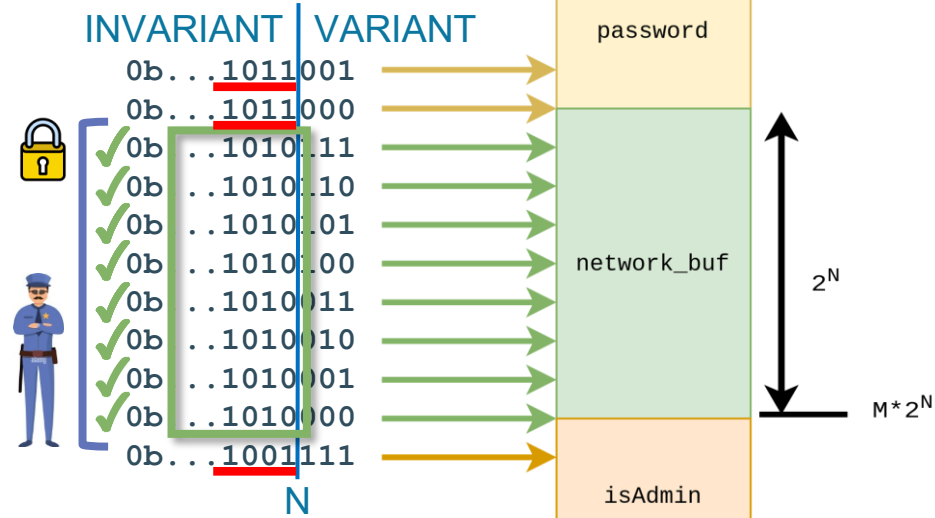 INVARIANT VARIANT
password
0b...1011001
0b...1011000
0b ..1010111
0b ..1010110
0b ..1010101
0b ..1010100
network_buf
0b ..1010011
2^N
0b ..1010010
0b ..1010001
0b ..1010000
M*2^N
0b...1001111
N
isAdmin